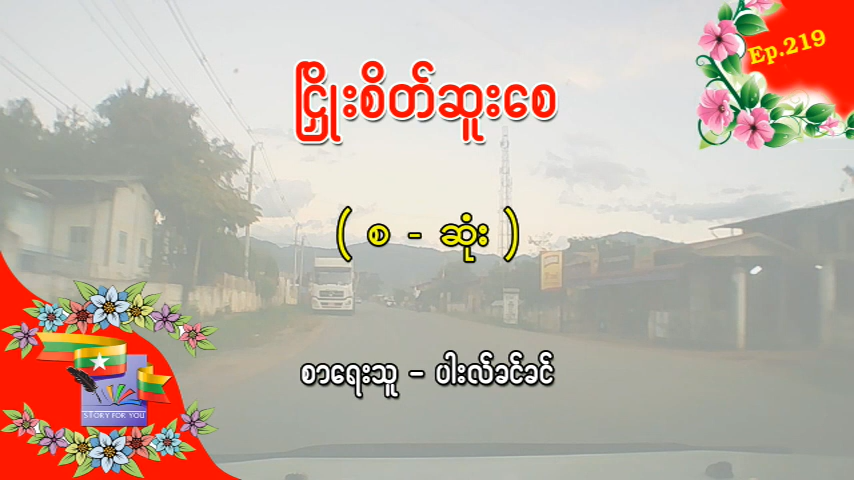 Ep.219
ငြှိုးစိတ်ဆူးစေ
( စ - ဆုံး )
စာရေးသူ - ပါးလ်ခင်ခင်
STORY FOR YOU